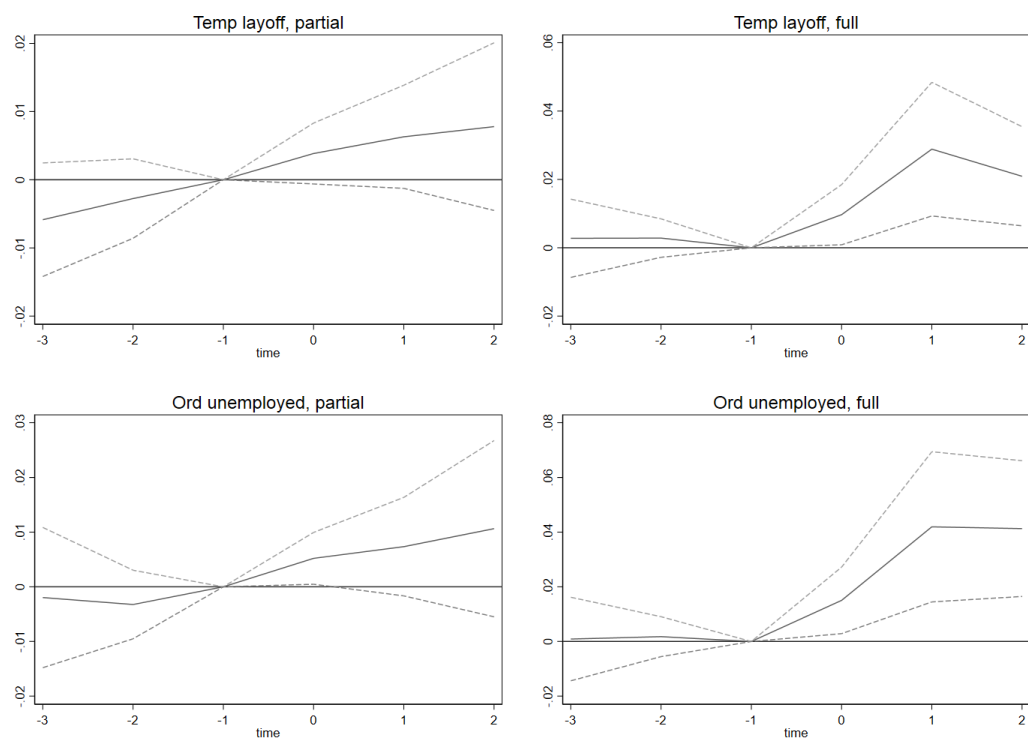 Temp layoff, partial
.02
.01
0
-.01
-.02
-3 -2 -1 0 1 2
time
Temp layoff, full
.06
.04
.02
0
-.02
-3 -2 -1 0 1 2
time
Ord unemployed, partial
.03
.02
.01
0
-.01
-.02
-3 -2 -1 0 1 2
time
Ord unemployed, full
.08
.06
.04
.02
0
-.02
-3 -2 -1 0 1 2
time